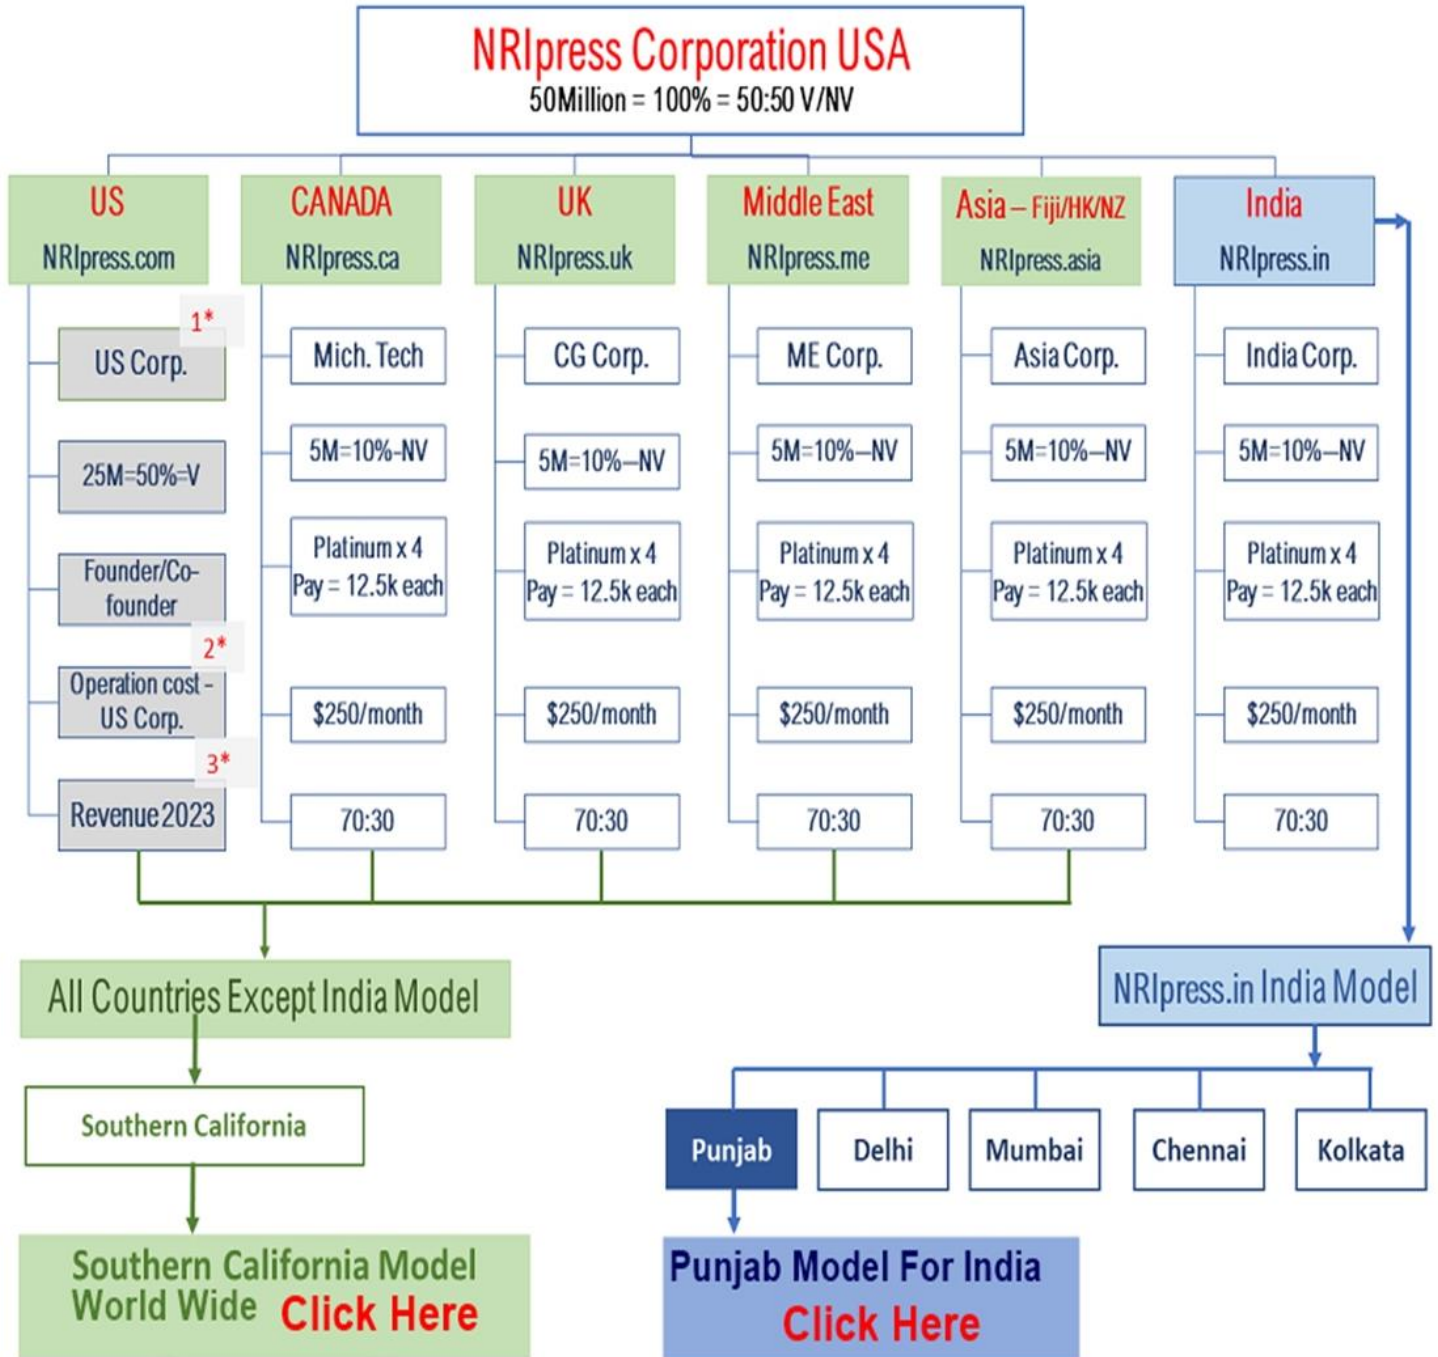 NRIpress Corporation USA
50Million = 100% = 50:50 V/NV
US
NRIpress.com
CANADA
NRIpress.ca
UK
NRIpress.uk
Middle East
NRIpress.me
Asia – Fiji/HK/NZ
NRIpress.asia
India
NRIpress.in
1*
US Corp.
25M=50%=V
Founder/Co-
founder
2*
Operation cost –
US Corp.
3*
Revenue 2023
Mich. Tech
5M=10%-NV
Platinum x 4
Pay = 12.5k each
$250/month
70:30
CG Corp.
5M=10%–NV
Platinum x 4
Pay = 12.5k each
$250/month
70:30
ME Corp.
5M=10%–NV
Platinum x 4
Pay = 12.5k each
$250/month
70:30
Asia Corp.
5M=10%–NV
Platinum x 4
Pay = 12.5k each
$250/month
70:30
India Corp.
5M=10%–NV
Platinum x 4
Pay = 12.5k each
$250/month
70:30
All Countries Except India Model
Southern California
Southern California Model
World Wide Click Here
NRIpress.in India Model
Punjab
Delhi
Mumbai
Chennai
Kolkata
Punjab Model For India
Click Here